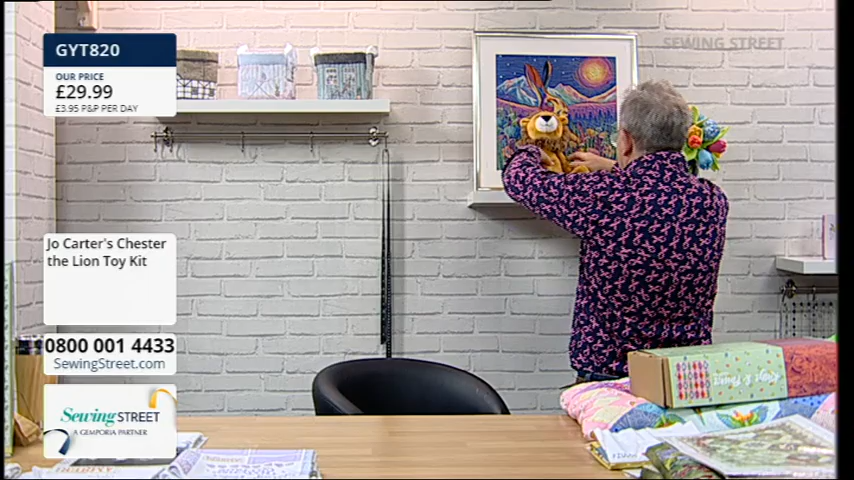 GYT820
OUR PRICE
£29.99
£3.95 P&P PER DAY
SEWING STREET
Jo Carter's Chester
the Lion Toy Kit
0800 001 4433
SewingStreet.com
Sewing STREET
A GEMPORIA PARTNER